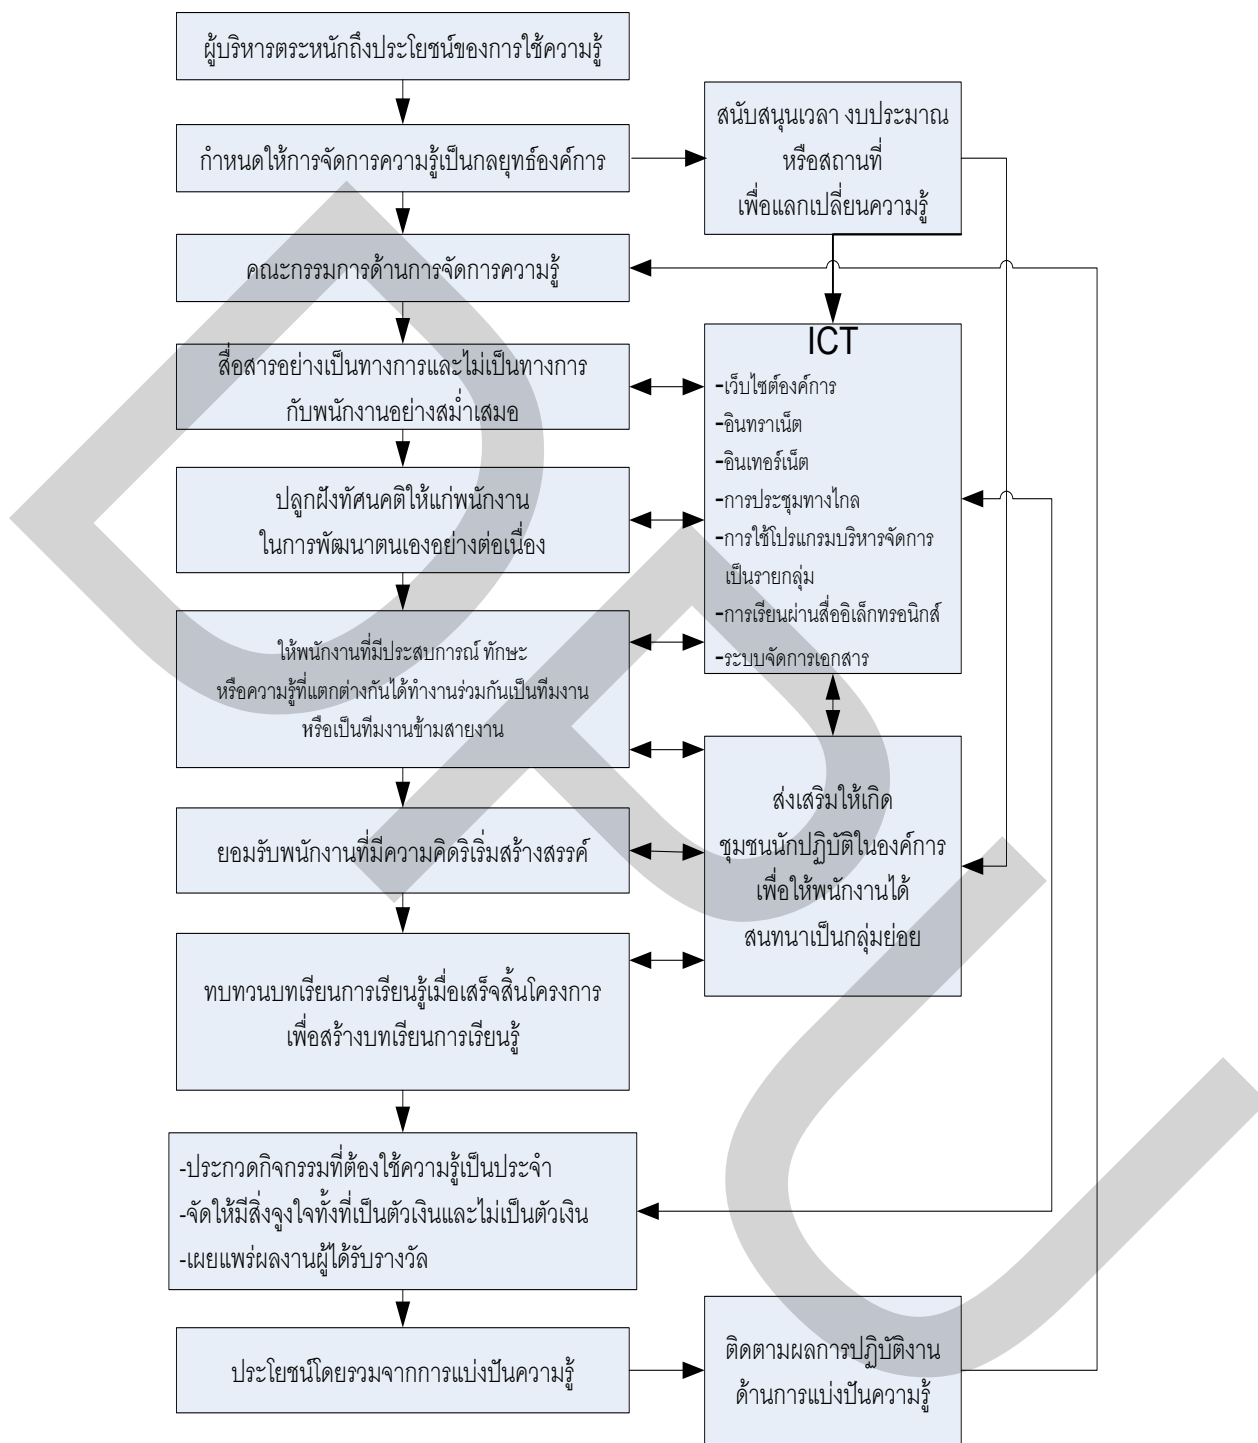 ผู้บริหารตระหนักถึงประโยชน์ของการใช้ความรู้
กำหนดให้การจัดการความรู้เป็นกลยุทธ์องค์การ
สนับสนุนเวลา งบประมาณ
หรือสถานที่
เพื่อแลกเปลี่ยนความรู้
คณะกรรมการด้านการจัดการความรู้
สื่อสารอย่างเป็นทางการและไม่เป็นทางการ
กับพนักงานอย่างสม่ำเสมอ
ICT
-เว็บไซต์องค์การ
-อินทราเน็ต
-อินเทอร์เน็ต
-การประชุมทางไกล
-การใช้โปรแกรมบริหารจัดการ
เป็นรายกลุ่ม
-การเรียนผ่านสื่ออิเล็กทรอนิกส์
-ระบบจัดการเอกสาร
ปลูกฝังทัศนคติให้แก่พนักงาน
ในการพัฒนาตนเองอย่างต่อเนื่อง
ให้พนักงานที่มีประสบการณ์ ทักษะ
หรือความรู้ที่แตกต่างกันได้ทำงานร่วมกันเป็นทีมงาน
หรือเป็นทีมงานข้ามสายงาน
ส่งเสริมให้เกิด
ชุมชนนักปฏิบัติในองค์การ
เพื่อให้พนักงานได้
สนทนาเป็นกลุ่มย่อย
ยอมรับพนักงานที่มีความคิดริเริ่มสร้างสรรค์
ทบทวนบทเรียนการเรียนรู้เมื่อเสร็จสิ้นโครงการ
เพื่อสร้างบทเรียนการเรียนรู้
-ประกวดกิจกรรมที่ต้องใช้ความรู้เป็นประจำ
-จัดให้มีสิ่งจูงใจทั้งที่เป็นตัวเงินและไม่เป็นตัวเงิน
-เผยแพร่ผลงานผู้ได้รับรางวัล
ประโยชน์โดยรวมจากการแบ่งปันความรู้
ติดตามผลการปฏิบัติงาน
ด้านการแบ่งปันความรู้
DPU